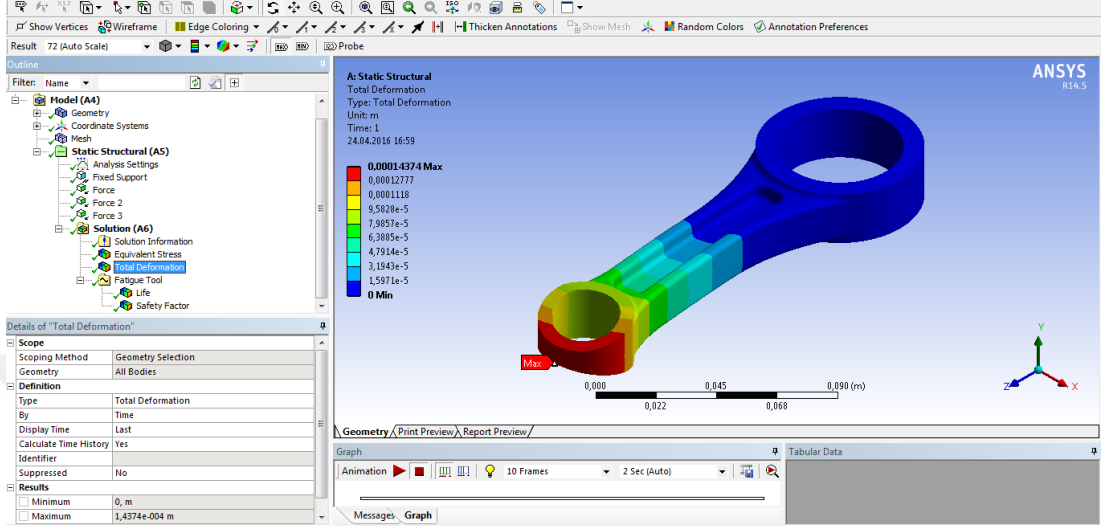 Show Vertices Wireframe Edge Coloring Thicken Annotations Show Mesh Random Colors Annotation Preferences
Result 72 (Auto Scale) Probe
Outline
Filter: Name
Model (A4)
Geometry
Coordinate Systems
Mesh
Static Structural (A5)
Analysis Settings
Fixed Support
Force
Force 2
Force 3
Solution (A6)
Solution Information
Equivalent Stress
Total Deformation
Fatigue Tool
Life
Safety Factor
Details of "Total Deformation"
Scope
Scoping Method Geometry Selection
Geometry All Bodies
Definition
Type Total Deformation
By Time
Display Time Last
Calculate Time History Yes
Identifier
Suppressed No
Results
Minimum 0, m
Maximum 1,4374e-004 m
A: Static Structural
Total Deformation
Type: Total Deformation
Unit: m
Time: 1
24.04.2016 16:59
0,00014374 Max
0,00012777
0,0001118
9,5828e-5
7,9857e-5
6,3885e-5
4,7914e-5
3,1943e-5
1,5971e-5
0 Min
ANSYS
R14.5
Max
0,000 0,045 0,090 (m)
0,022 0,068
Y
Z X
Geometry Print Preview Report Preview
Graph
Animation 10 Frames 2 Sec (Auto)
Messages Graph
Tabular Data